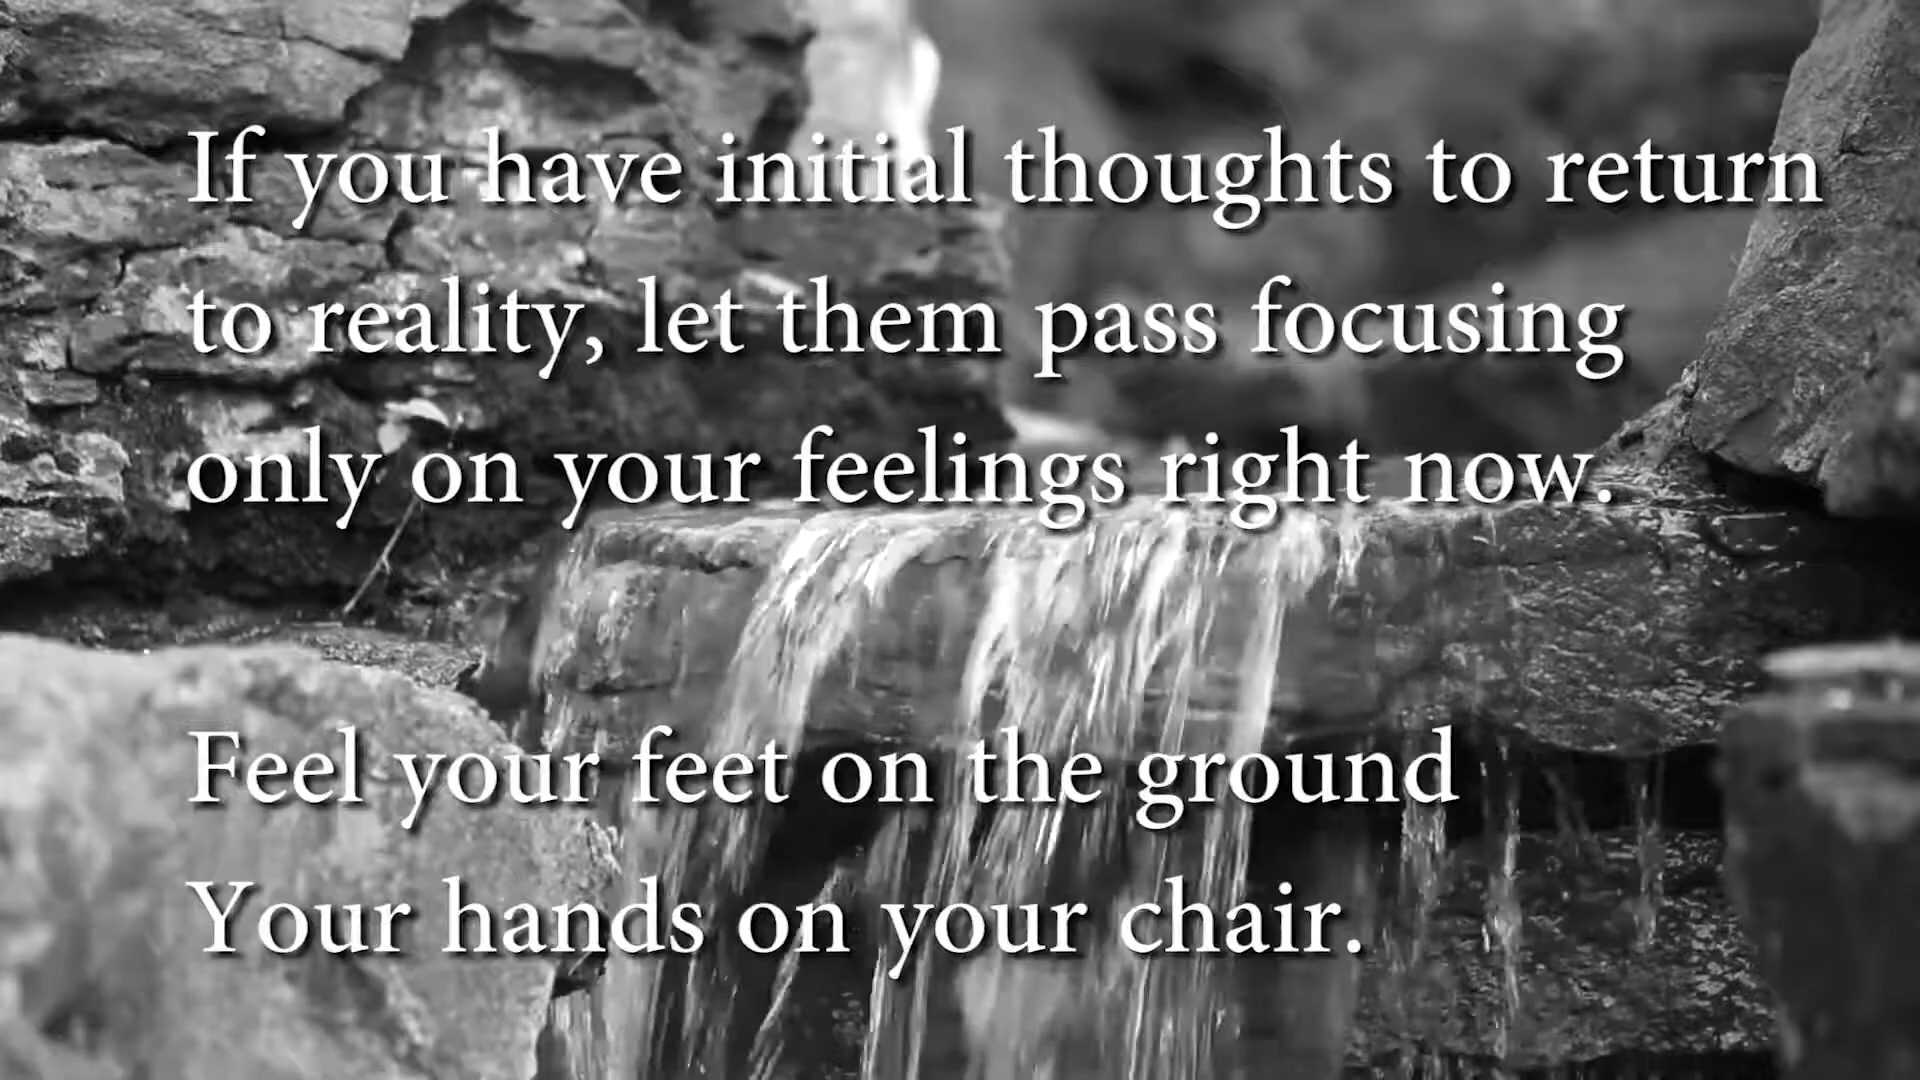 If you have initial thoughts to return
to reality, let them pass focusing
only on your feelings right now.
Feel your feet on the ground
Your hands on your chair.